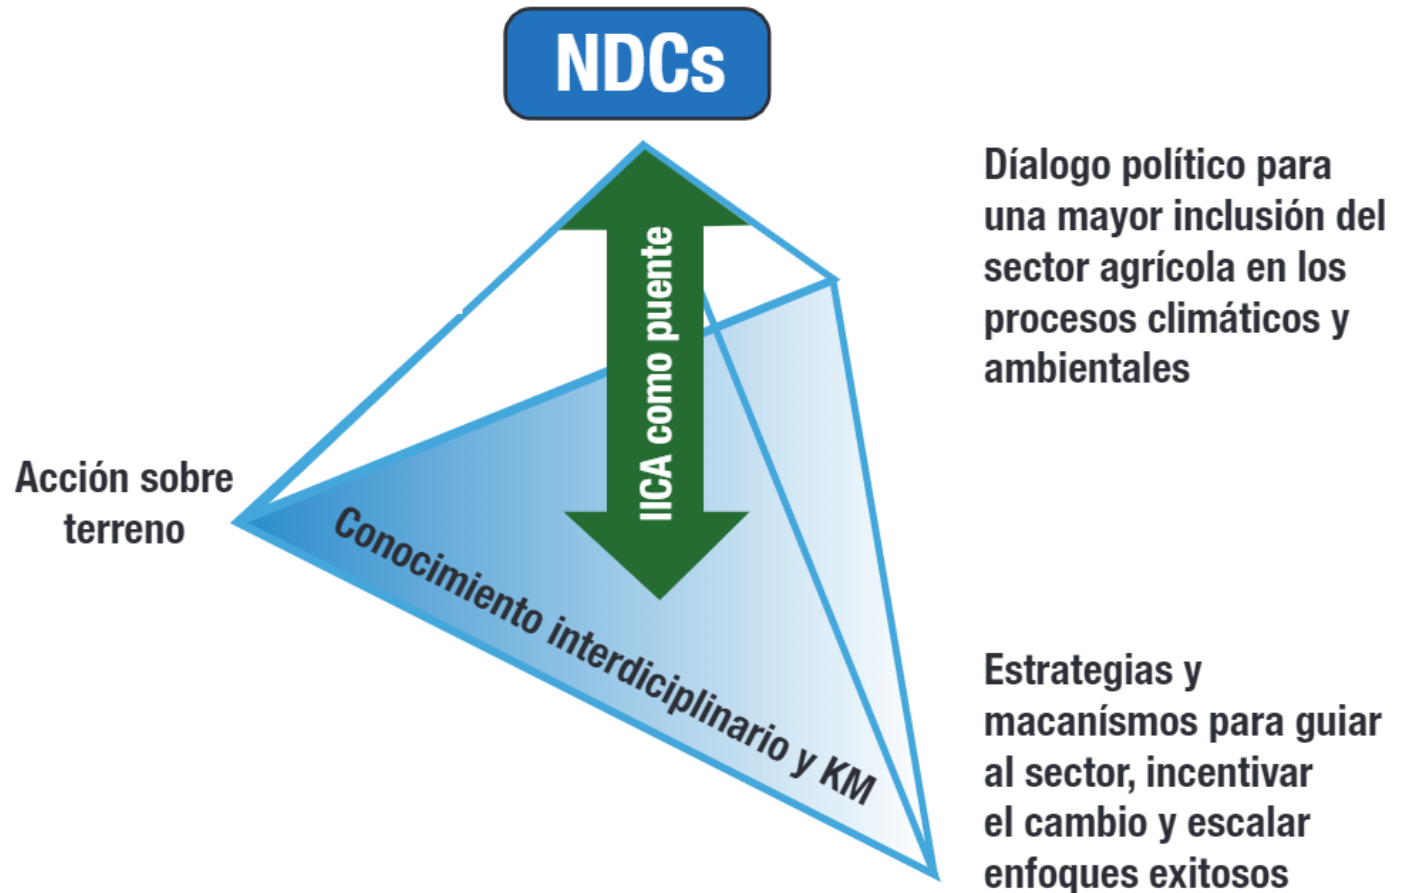 NDCs
Díalogo político para
una mayor inclusión del
sector agrícola en los
procesos climáticos y
ambientales
IICA como puente
Acción sobre
terreno
Conocimiento interdiciplinario y KM
Estrategias y
macanísmos para guiar
al sector, incentivar
el cambio y escalar
enfoques exitosos